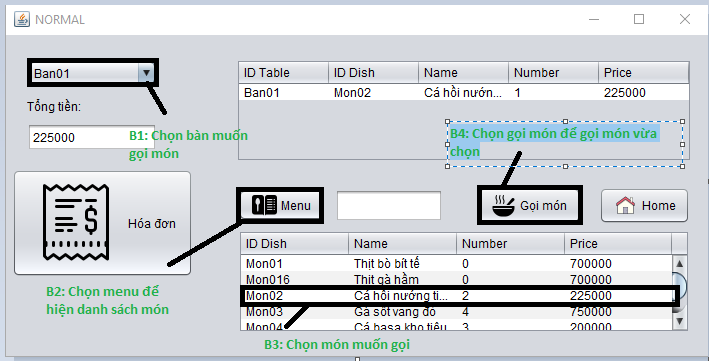 NORMAL
Ban01
Tổng tiền:
225000
B1: Chọn bàn muốn
gọi món
ID Table ID Dish Name Number Price
Ban01 Mon02 Cá hồi nướn... 1 225000
B4: Chọn gọi món để gọi món vừa
chọn
Hóa đơn
Menu
Gọi món
Home
B2: Chọn menu để
hiện danh sách món
ID Dish Name Number Price
Mon01 Thịt bò bít tế 0 700000
Mon016 Thịt gà hầm 0 700000
Mon02 Cá hồi nướng ti... 2 225000
Mon03 Gà sốt vang đỏ 4 750000
Mon04 Cá basa kho tiêu 3 200000
B3: Chọn món muốn gọi